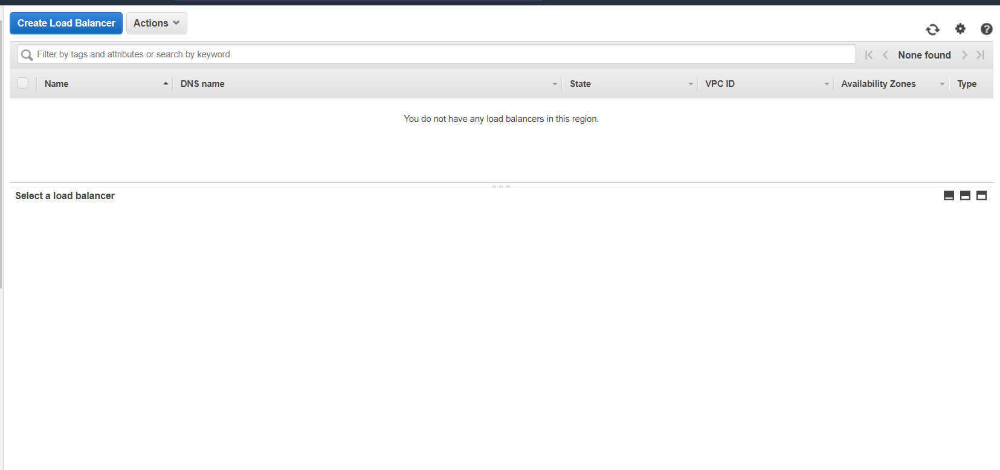 Create Load Balancer Actions
Filter by tags and attributes or search by keyword None found
Name DNS name State VPC ID Availability Zones Type
You do not have any load balancers in this region.
Select a load balancer